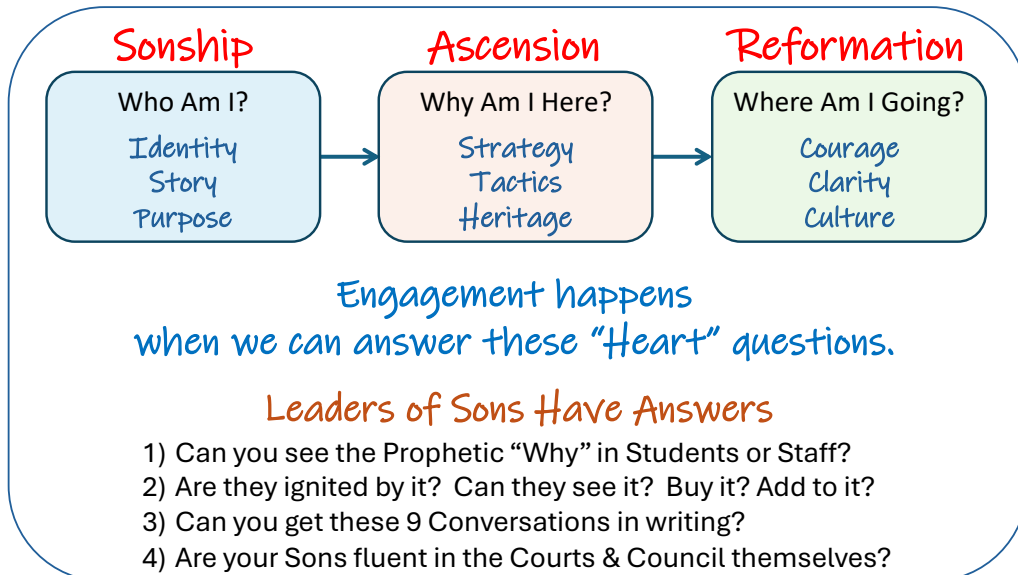 Sonship
Ascension
Reformation
Who Am I?
Identity
Story
Purpose
Why Am I Here?
Strategy
Tactics
Heritage
Where Am I Going?
Courage
Clarity
Culture
Engagement happens
when we can answer these “Heart” questions.
Leaders of Sons Have Answers
1) Can you see the Prophetic “Why” in Students or Staff?
2) Are they ignited by it? Can they see it? Buy it? Add to it?
3) Can you get these 9 Conversations in writing?
4) Are your Sons fluent in the Courts & Council themselves?